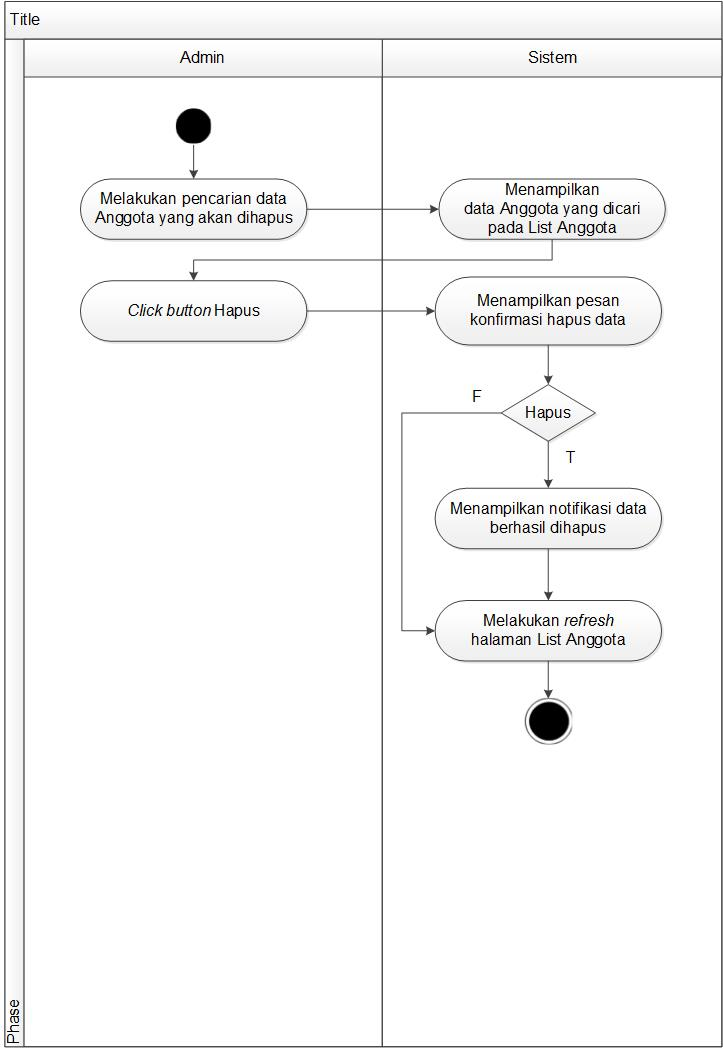 Title
Admin
Sistem
Melakukan pencarian data
Anggota yang akan dihapus
Menampilkan
data Anggota yang dicari
pada List Anggota
Click button Hapus
Menampilkan pesan
konfirmasi hapus data
F
Hapus
T
Menampilkan notifikasi data
berhasil dihapus
Melakukan refresh
halaman List Anggota
Phase